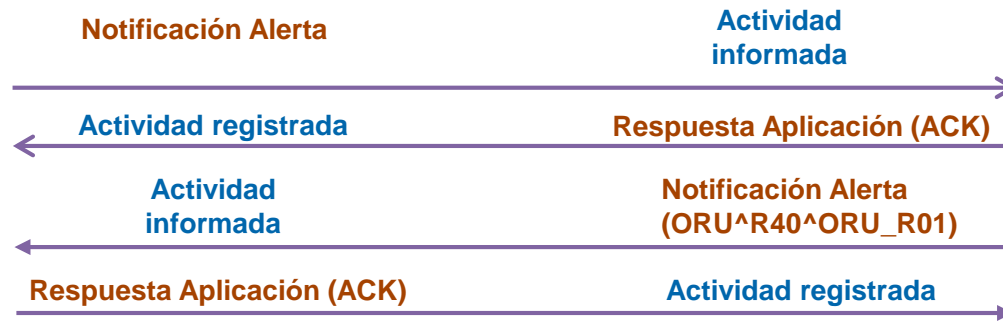 Notificación Alerta
Actividad
informada
Actividad registrada
Respuesta Aplicación (ACK)
Actividad
informada
Notificación Alerta
(ORU^R40^ORU_R01)
Respuesta Aplicación (ACK)
Actividad registrada